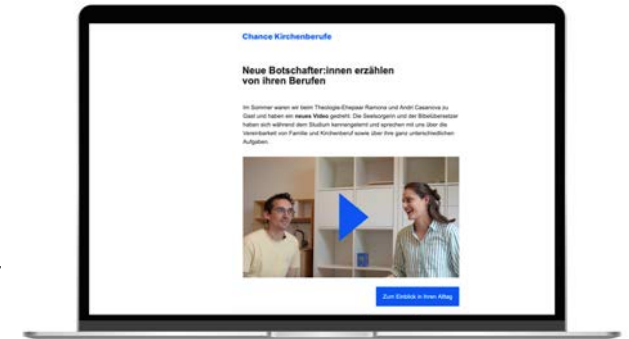 Chance Kirchenberufe
Neue Botschafter:innen erzählen
von ihren Berufen
Im Sommer waren wir beim Theologie-Ehepaar Ramona und Andri Casanova zu
Gast und haben ein neues Video gedreht. Die Seelsorgerin und der Bibelübersetzer
haben sich während dem Studium kennengelernt und sprechen mit uns über die
Vereinbarkeit von Familie und Kirchenberuf sowie über ihre ganz unterschiedlichen
Aufgaben.
Zum Einblick in ihren Alltag